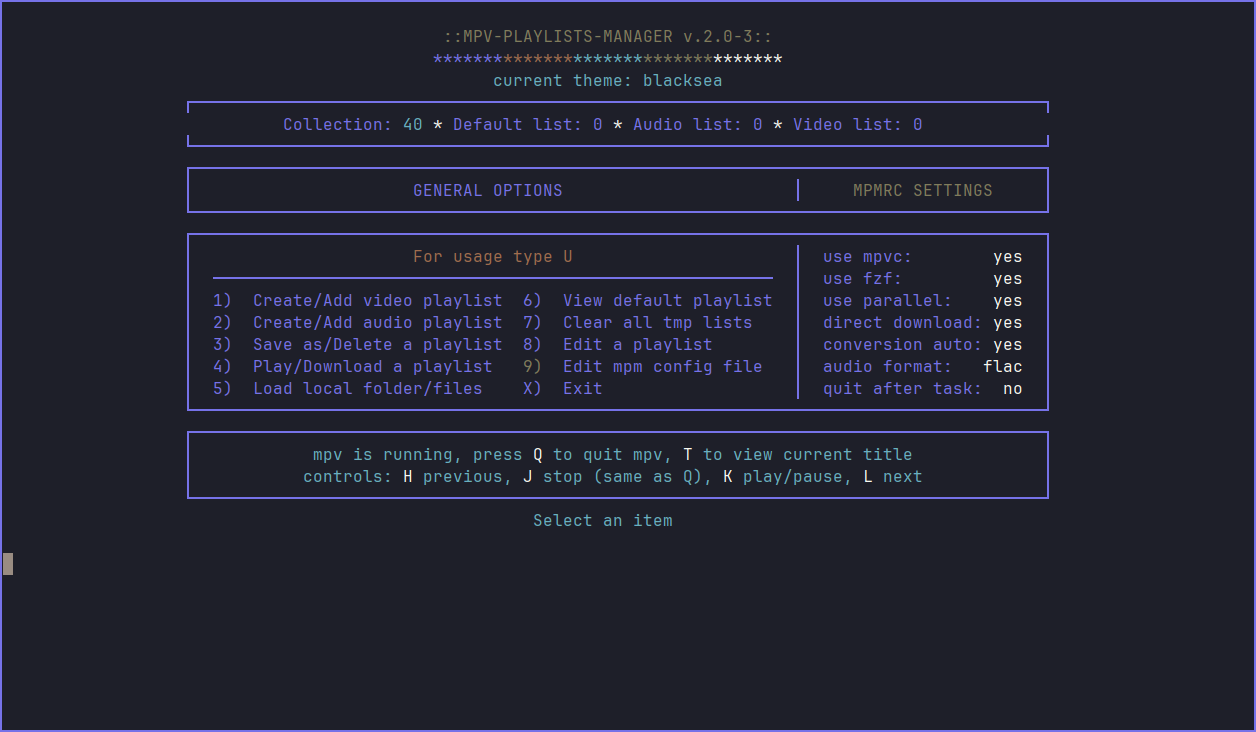 ::MPV-PLAYLISTS-MANAGER v.2.0-3::
***********************************
current theme: blacksea
Collection: 40 * Default list: 0 * Audio list: 0 * Video list: 0
GENERAL OPTIONS MPMRC SETTINGS
For usage type U use mpvc: yes
use fzf: yes
1) Create/Add video playlist 6) View default playlist use parallel: yes
2) Create/Add audio playlist 7) Clear all tmp lists direct download: yes
3) Save as/Delete a playlist 8) Edit a playlist conversion auto: yes
4) Play/Download a playlist 9) Edit mpm config file audio format: flac
5) Load local folder/files X) Exit quit after task: no
mpv is running, press Q to quit mpv, T to view current title
controls: H previous, J stop (same as Q), K play/pause, L next
Select an item